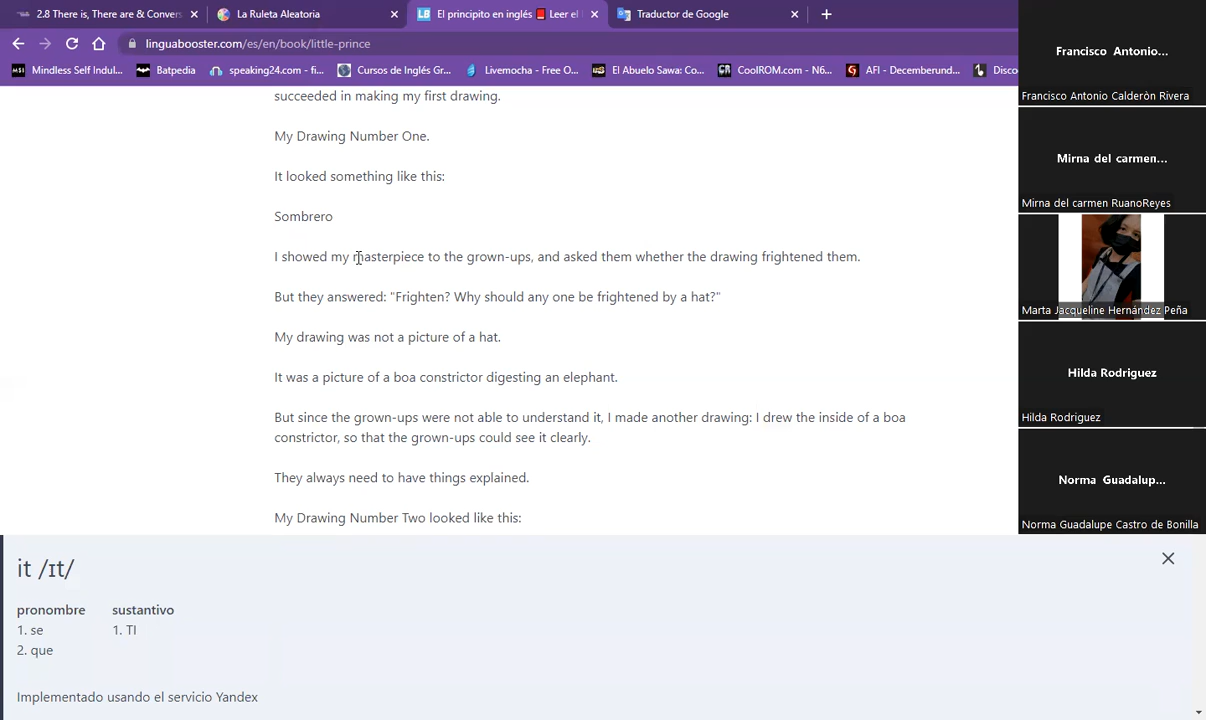 2.8 There is, There are & Conver
La Ruleta Aleatoria
El principito en inglés Leer el
Traductor de Google
linguabooster.com/es/en/book/little-prince
Mindless Self Indul...
Batpedia
speaking24.com - fi...
Cursos de Inglés Gr...
Livemocha - Free O...
El Abuelo Sawa: Co...
CoolROM.com - N6...
AFI - Decemberund...
Disco
succeeded in making my first drawing.
My Drawing Number One.
It looked something like this:
Sombrero
I showed my masterpiece to the grown-ups, and asked them whether the drawing frightened them.
But they answered: "Frighten? Why should any one be frightened by a hat?"
My drawing was not a picture of a hat.
It was a picture of a boa constrictor digesting an elephant.
But since the grown-ups were not able to understand it, I made another drawing: I drew the inside of a boa
constrictor, so that the grown-ups could see it clearly.
They always need to have things explained.
My Drawing Number Two looked like this:
it /ɪt/
pronombre
1. se
2. que
sustantivo
1. TI
Implementado usando el servicio Yandex
Francisco Antonio...
Francisco Antonio Calderòn Rivera
Mirna del carmen...
Mirna del carmen RuanoReyes
Marta Jacqueline Hernández Peña
Hilda Rodriguez
Hilda Rodriguez
Norma Guadalup...
Norma Guadalupe Castro de Bonilla